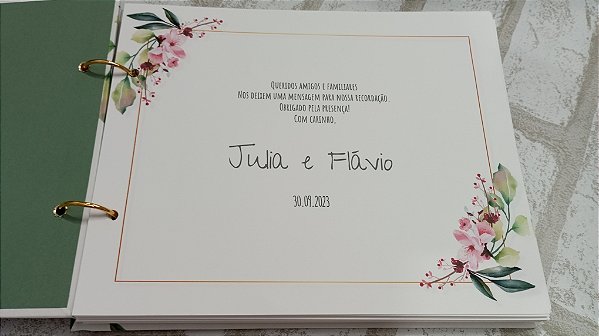 Queridos amigos e familiares
Nos deixem uma mensagem para nossa recordação.
Obrigado pela presença!
Com carinho,
Julia e Flávio
30.09.2023